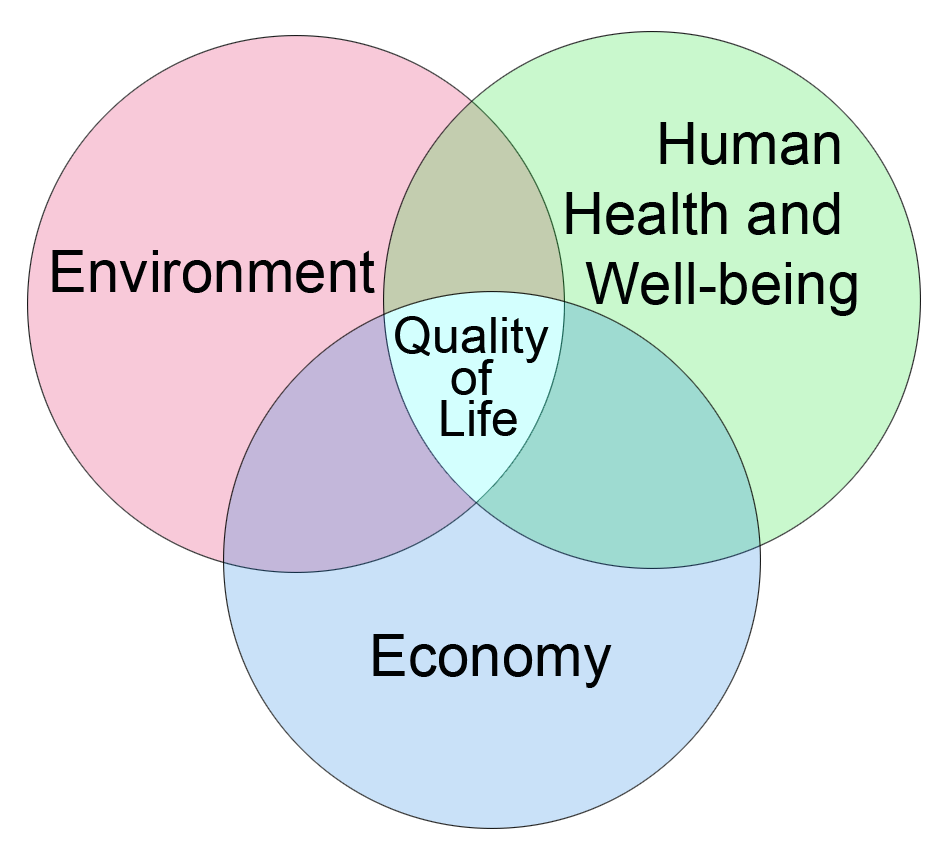 Environment
Human
Health and
Well-being
Quality
of
Life
Economy